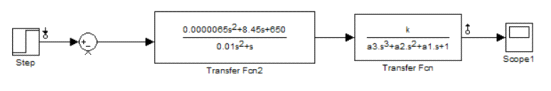 0.0000065s²+8.45s+650
k
0.01s²+s
a3.s³+a2.s²+a1.s+1
Step
Transfer Fcn2
Transfer Fcn
Scope1